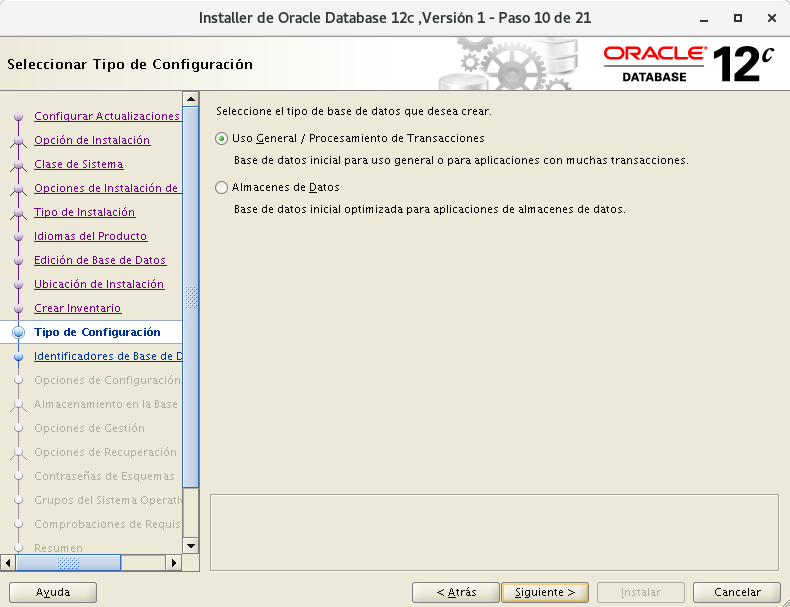 Installer de Oracle Database 12c ,Versión 1 - Paso 10 de 21
Seleccionar Tipo de Configuración
ORACLE
DATABASE
12c
Configurar Actualizaciones
Opción de Instalación
Clase de Sistema
Opciones de Instalación de
Tipo de Instalación
Idiomas del Producto
Edición de Base de Datos
Ubicación de Instalación
Crear Inventario
Tipo de Configuración
Identificadores de Base de D
Opciones de Configuración
Almacenamiento en la Base
Opciones de Gestión
Opciones de Recuperación
Contraseñas de Esquemas
Grupos del Sistema Operativ
Comprobaciones de Requis
Resumen
Seleccione el tipo de base de datos que desea crear.
Uso General / Procesamiento de Transacciones
Base de datos inicial para uso general o para aplicaciones con muchas transacciones.
Almacenes de Datos
Base de datos inicial optimizada para aplicaciones de almacenes de datos.
Ayuda
< Atrás
Siguiente >
Instalar
Cancelar